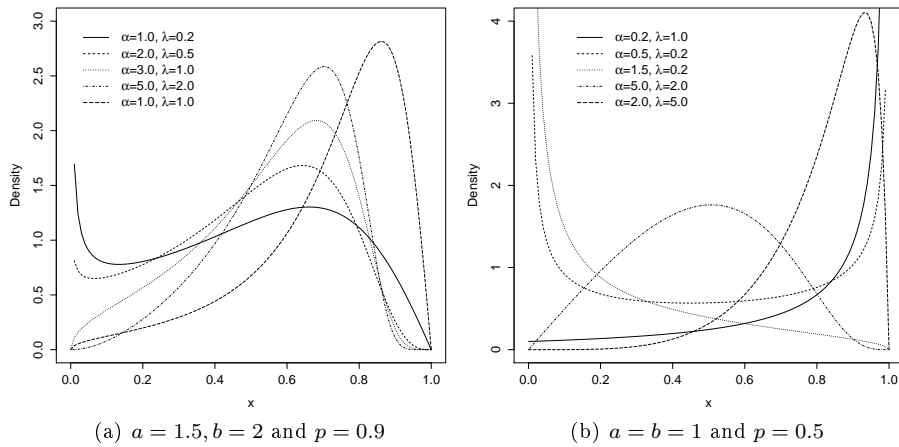 3.0
2.5
2.0
1.5
1.0
0.5
0.0
Density
α=1.0, λ=0.2
α=2.0, λ=0.5
α=3.0, λ=1.0
α=5.0, λ=2.0
α=1.0, λ=1.0
0.0 0.2 0.4 0.6 0.8 1.0
x
(a) a = 1.5, b = 2 and p = 0.9
4
3
2
1
0
Density
α=0.2, λ=1.0
α=0.5, λ=0.2
α=1.5, λ=0.2
α=5.0, λ=2.0
α=2.0, λ=5.0
0.0 0.2 0.4 0.6 0.8 1.0
x
(b) a = b = 1 and p = 0.5